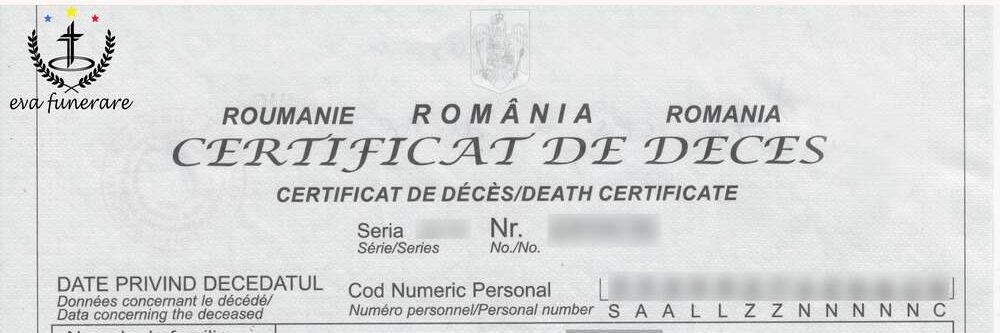 eva funerare
ROUMANIE ROMÂNIA ROMANIA
CERTIFICAT DE DECES
CERTIFICAT DE DÉCÈS/DEATH CERTIFICATE
Seria Nr.
Série/Series No./No.
DATE PRIVIND DECEDATUL
Données concernant le décédé/
Data concerning the deceased
Cod Numeric Personal
Numéro personnel/Personal number S A A L L Z Z N N N N N C